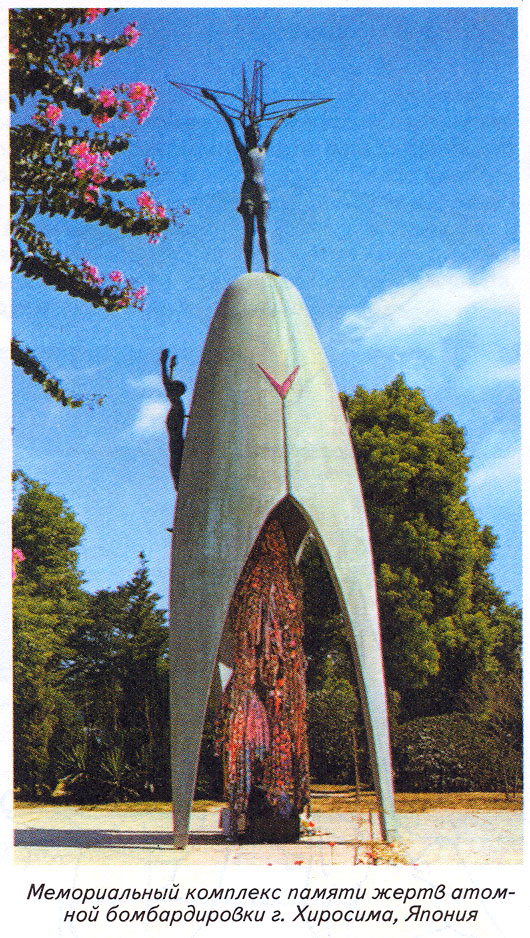 Мемориальный комплекс памяти жертв атом-
ной бомбардировки г. Хиросима, Япония